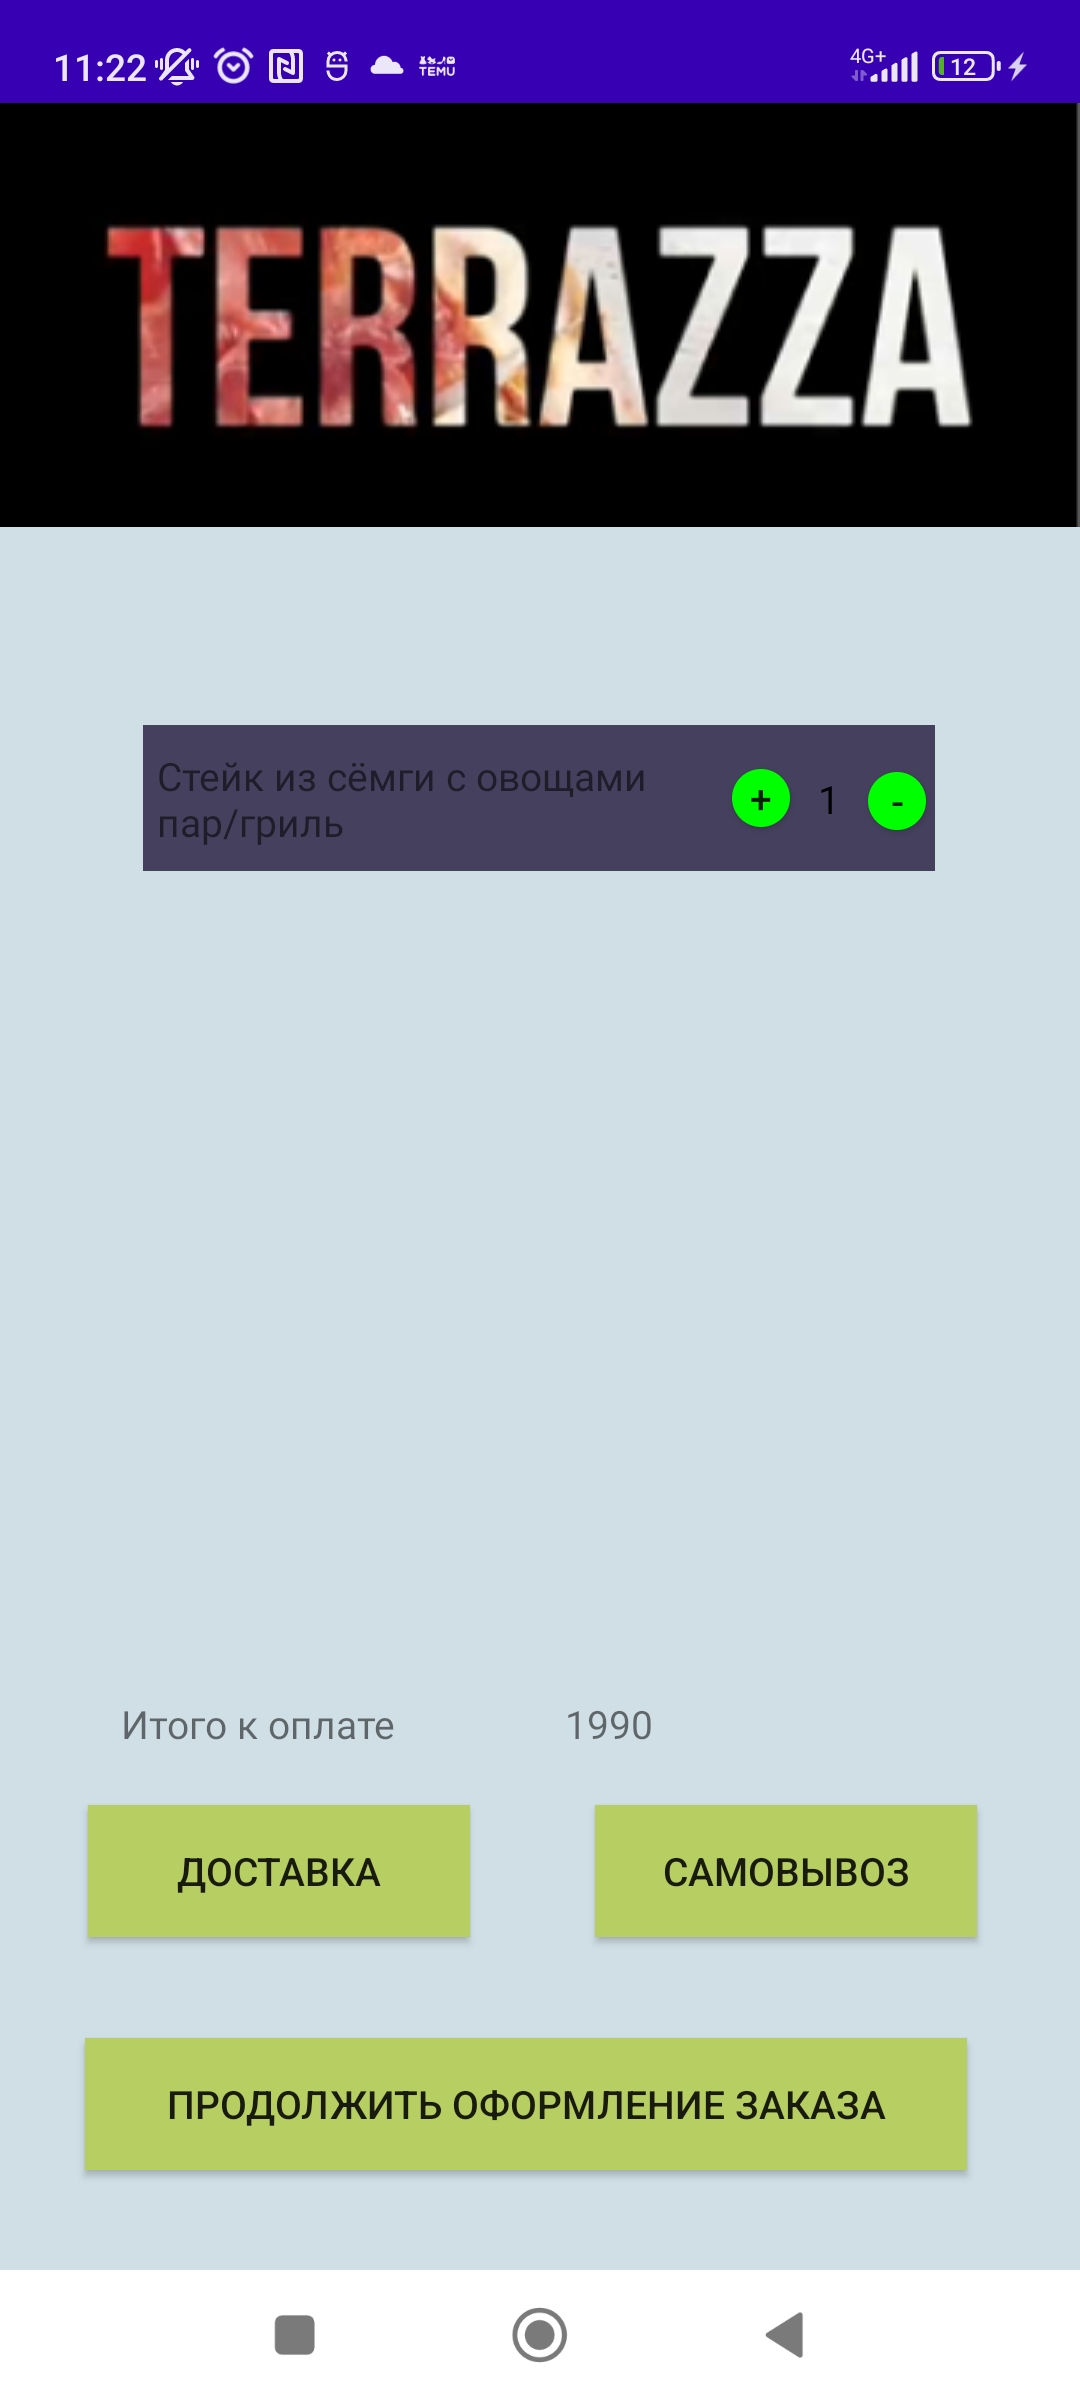 11:22
TEMU
4G+
12
TERRAZZA
Стейк из сёмги с овощами
пар/гриль
+ 1 -
Итого к оплате 1990
ДОСТАВКА САМОВЫВОЗ
ПРОДОЛЖИТЬ ОФОРМЛЕНИЕ ЗАКАЗА